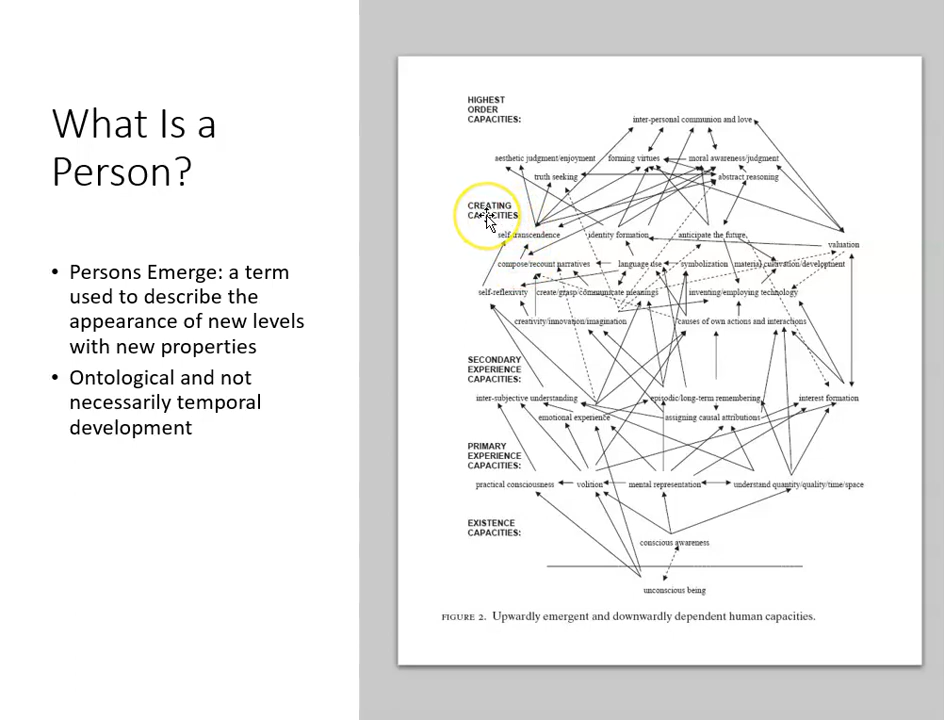 What Is a
Person?
• Persons Emerge: a term
used to describe the
appearance of new levels
with new properties
• Ontological and not
necessarily temporal
development
HIGHEST
ORDER
CAPACITIES:
inter-personal communion and love
aesthetic judgment/enjoyment forming virtues moral awareness/judgment
truth seeking abstract reasoning
CREATING
CAPACITIES
self-transcendence identity formation anticipate the future
valuation
compose/recount narratives language use symbolization material cultivation/development
self-reflexivity create/grasp/communicate meanings inventing/employing technology
creativity/innovation/imagination causes of own actions and interactions
SECONDARY
EXPERIENCE
CAPACITIES:
inter-subjective understanding episodic/long-term remembering interest formation
emotional experience assigning causal attributions
PRIMARY
EXPERIENCE
CAPACITIES:
practical consciousness volition mental representation understand quantity/quality/time/space
EXISTENCE
CAPACITIES:
conscious awareness
unconscious being
FIGURE 2. Upwardly emergent and downwardly dependent human capacities.